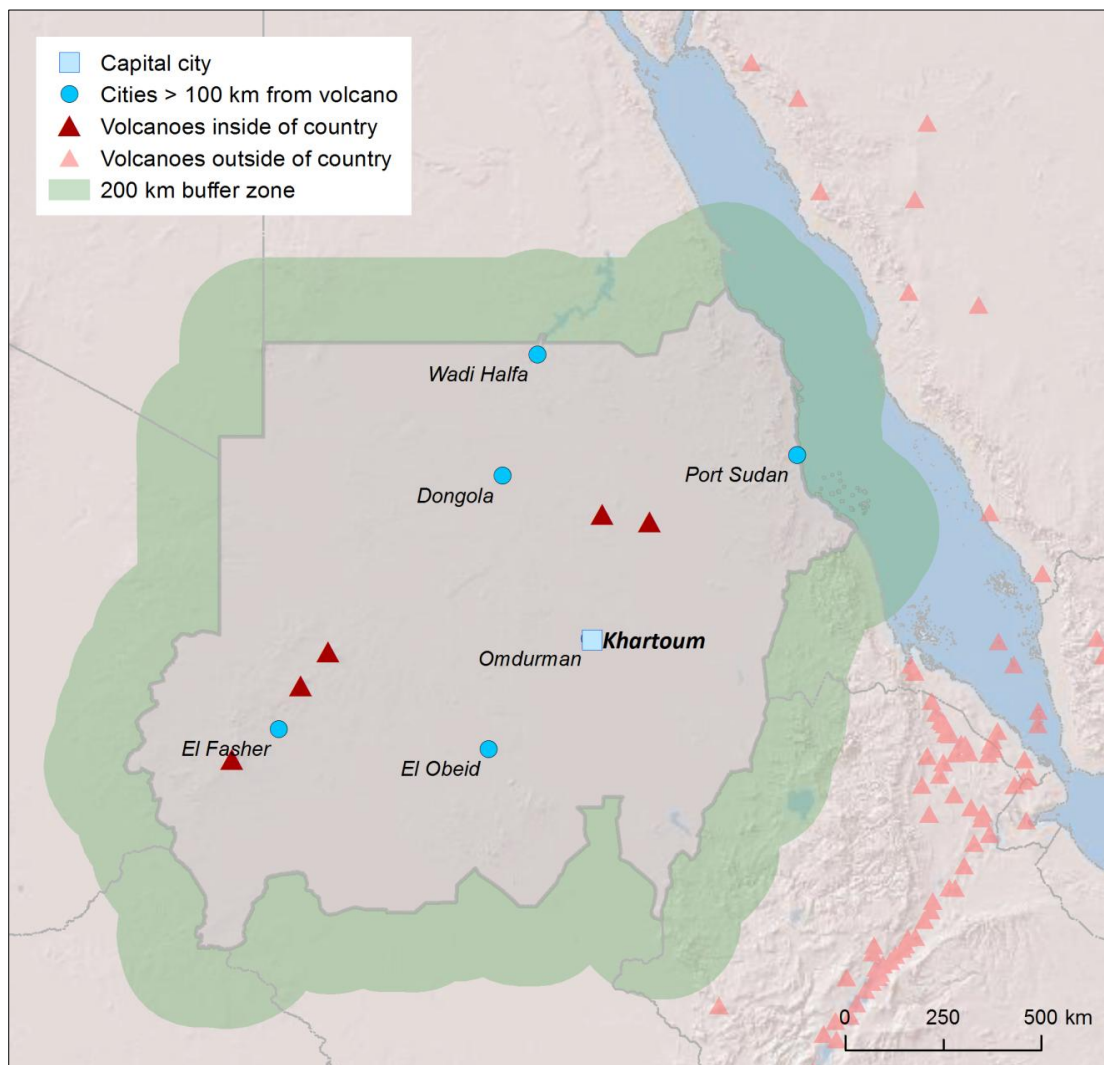 Capital city
Cities > 100 km from volcano
Volcanoes inside of country
Volcanoes outside of country
200 km buffer zone
Wadi Halfa
Port Sudan
Dongola
Omdurman
Khartoum
El Fasher
El Obeid
0 250 500 km